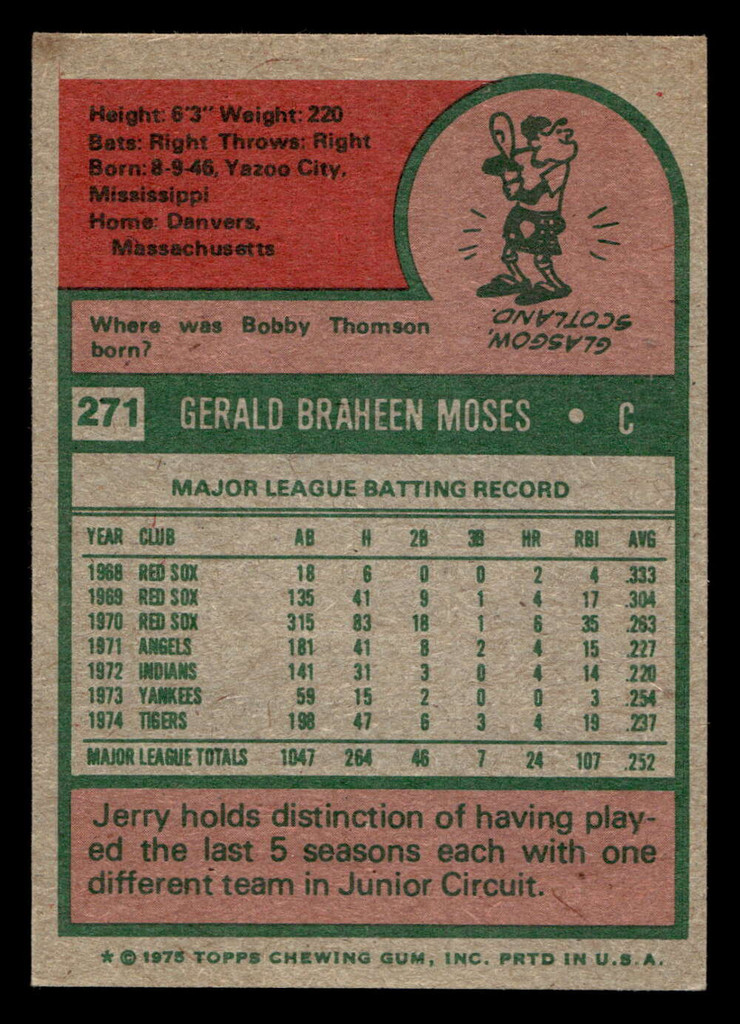 Height: 6'3" Weight: 220
Bats: Right Throws: Right
Born: 8-9-46, Yazoo City,
Mississippi
Home: Danvers,
Massachusetts
Where was Bobby Thomson
born?
GLASGOW,
SCOTLAND.
271 GERALD BRAHEEN MOSES • C
MAJOR LEAGUE BATTING RECORD
YEAR CLUB AB H 2B 3B HR RBI AVG
1968 RED SOX 18 6 0 0 2 4 .333
1969 RED SOX 135 41 9 1 4 17 .304
1970 RED SOX 315 83 18 1 6 35 .263
1971 ANGELS 181 41 8 2 4 15 .227
1972 INDIANS 141 31 3 0 4 14 .220
1973 YANKEES 59 15 2 0 0 3 .254
1974 TIGERS 198 47 6 3 4 19 .237
MAJOR LEAGUE TOTALS 1047 264 46 7 24 107 .252
Jerry holds distinction of having play-
ed the last 5 seasons each with one
different team in Junior Circuit.
* © 1975 TOPPS CHEWING GUM, INC. PRTD IN U.S.A.